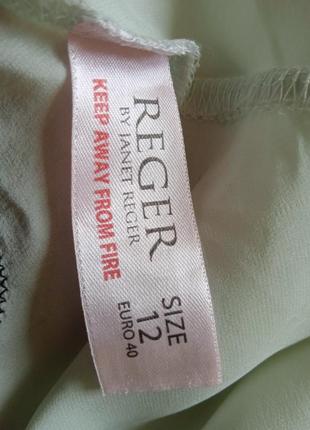 REGER
BY JANET REGER
KEEP AWAY FROM FIRE
SIZE
12
EURO 40